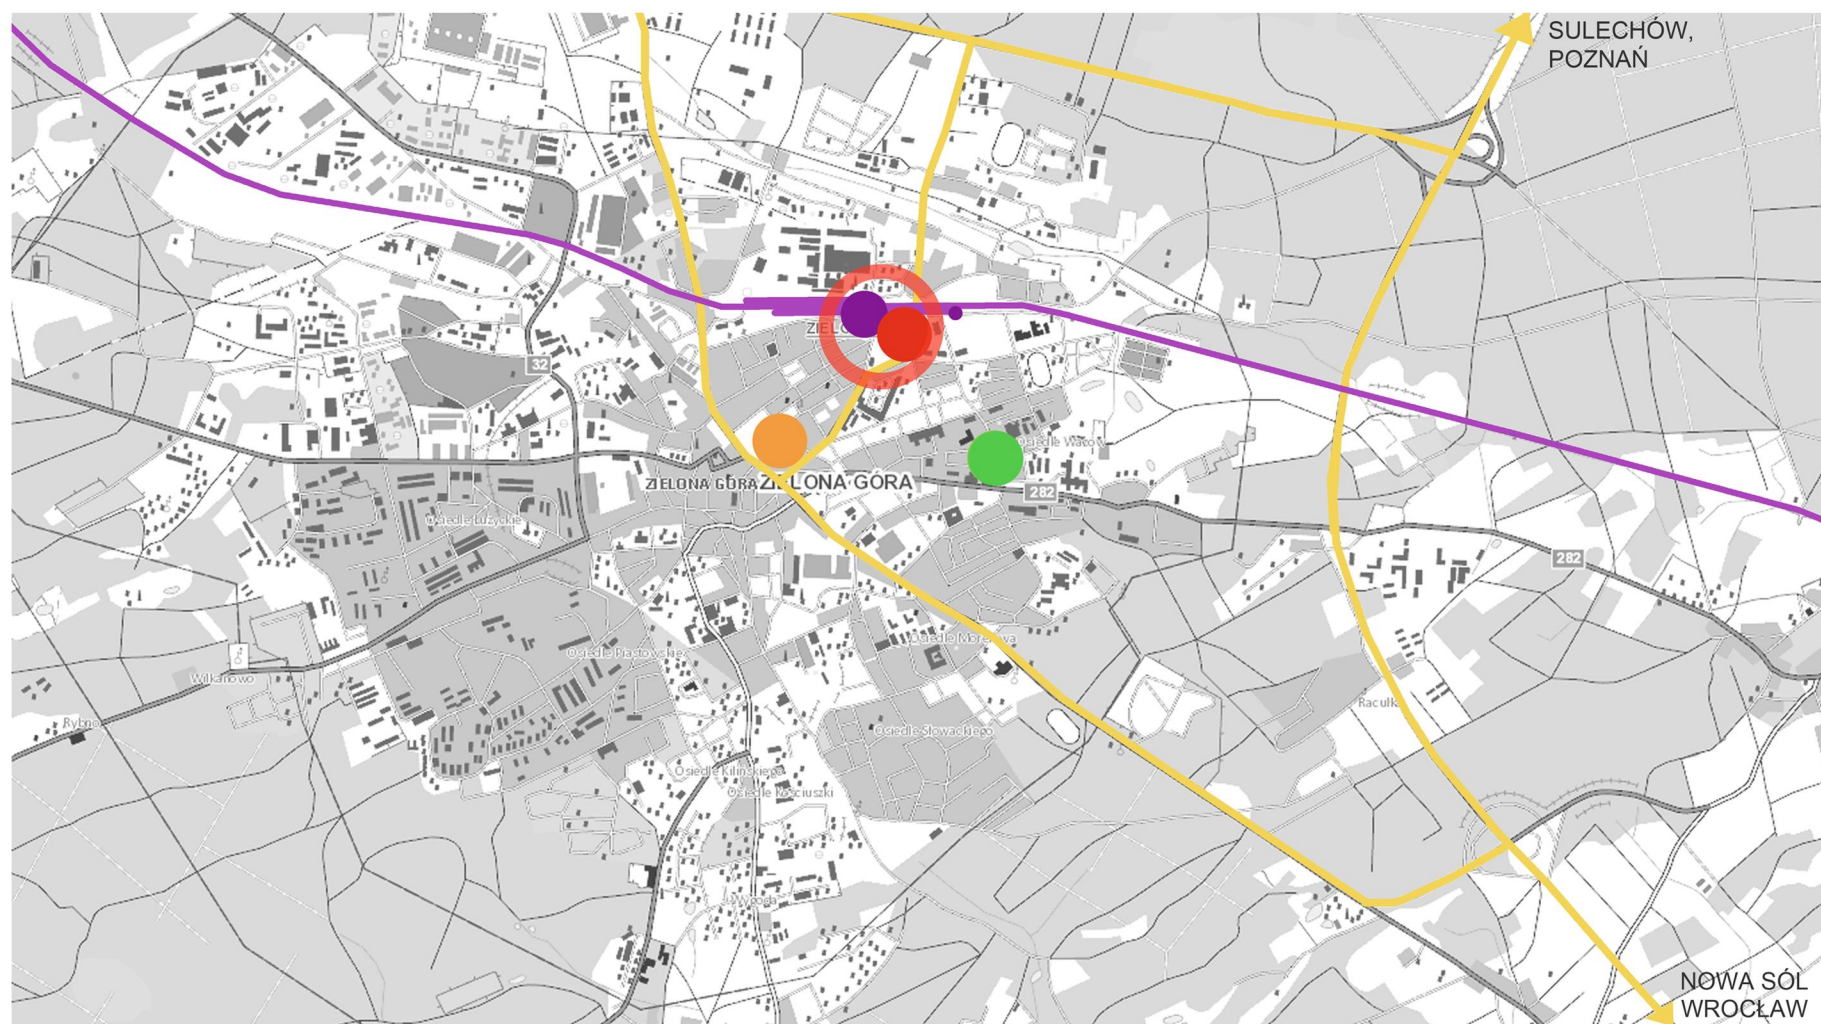 SULECHÓW,
POZNAŃ
32
Osiedle Wazów
ZIELONA GÓRA
ZIELONA GÓRA
282
Osiedle Łużyckie
282
Osiedle Morelowa
Osiedle Piastowskie
Wilkanowo
Racula
Rybno
Osiedle Słowackiego
Osiedle Kilińskiego
Osiedle Kościuszki
NOWA SÓL
WROCŁAW